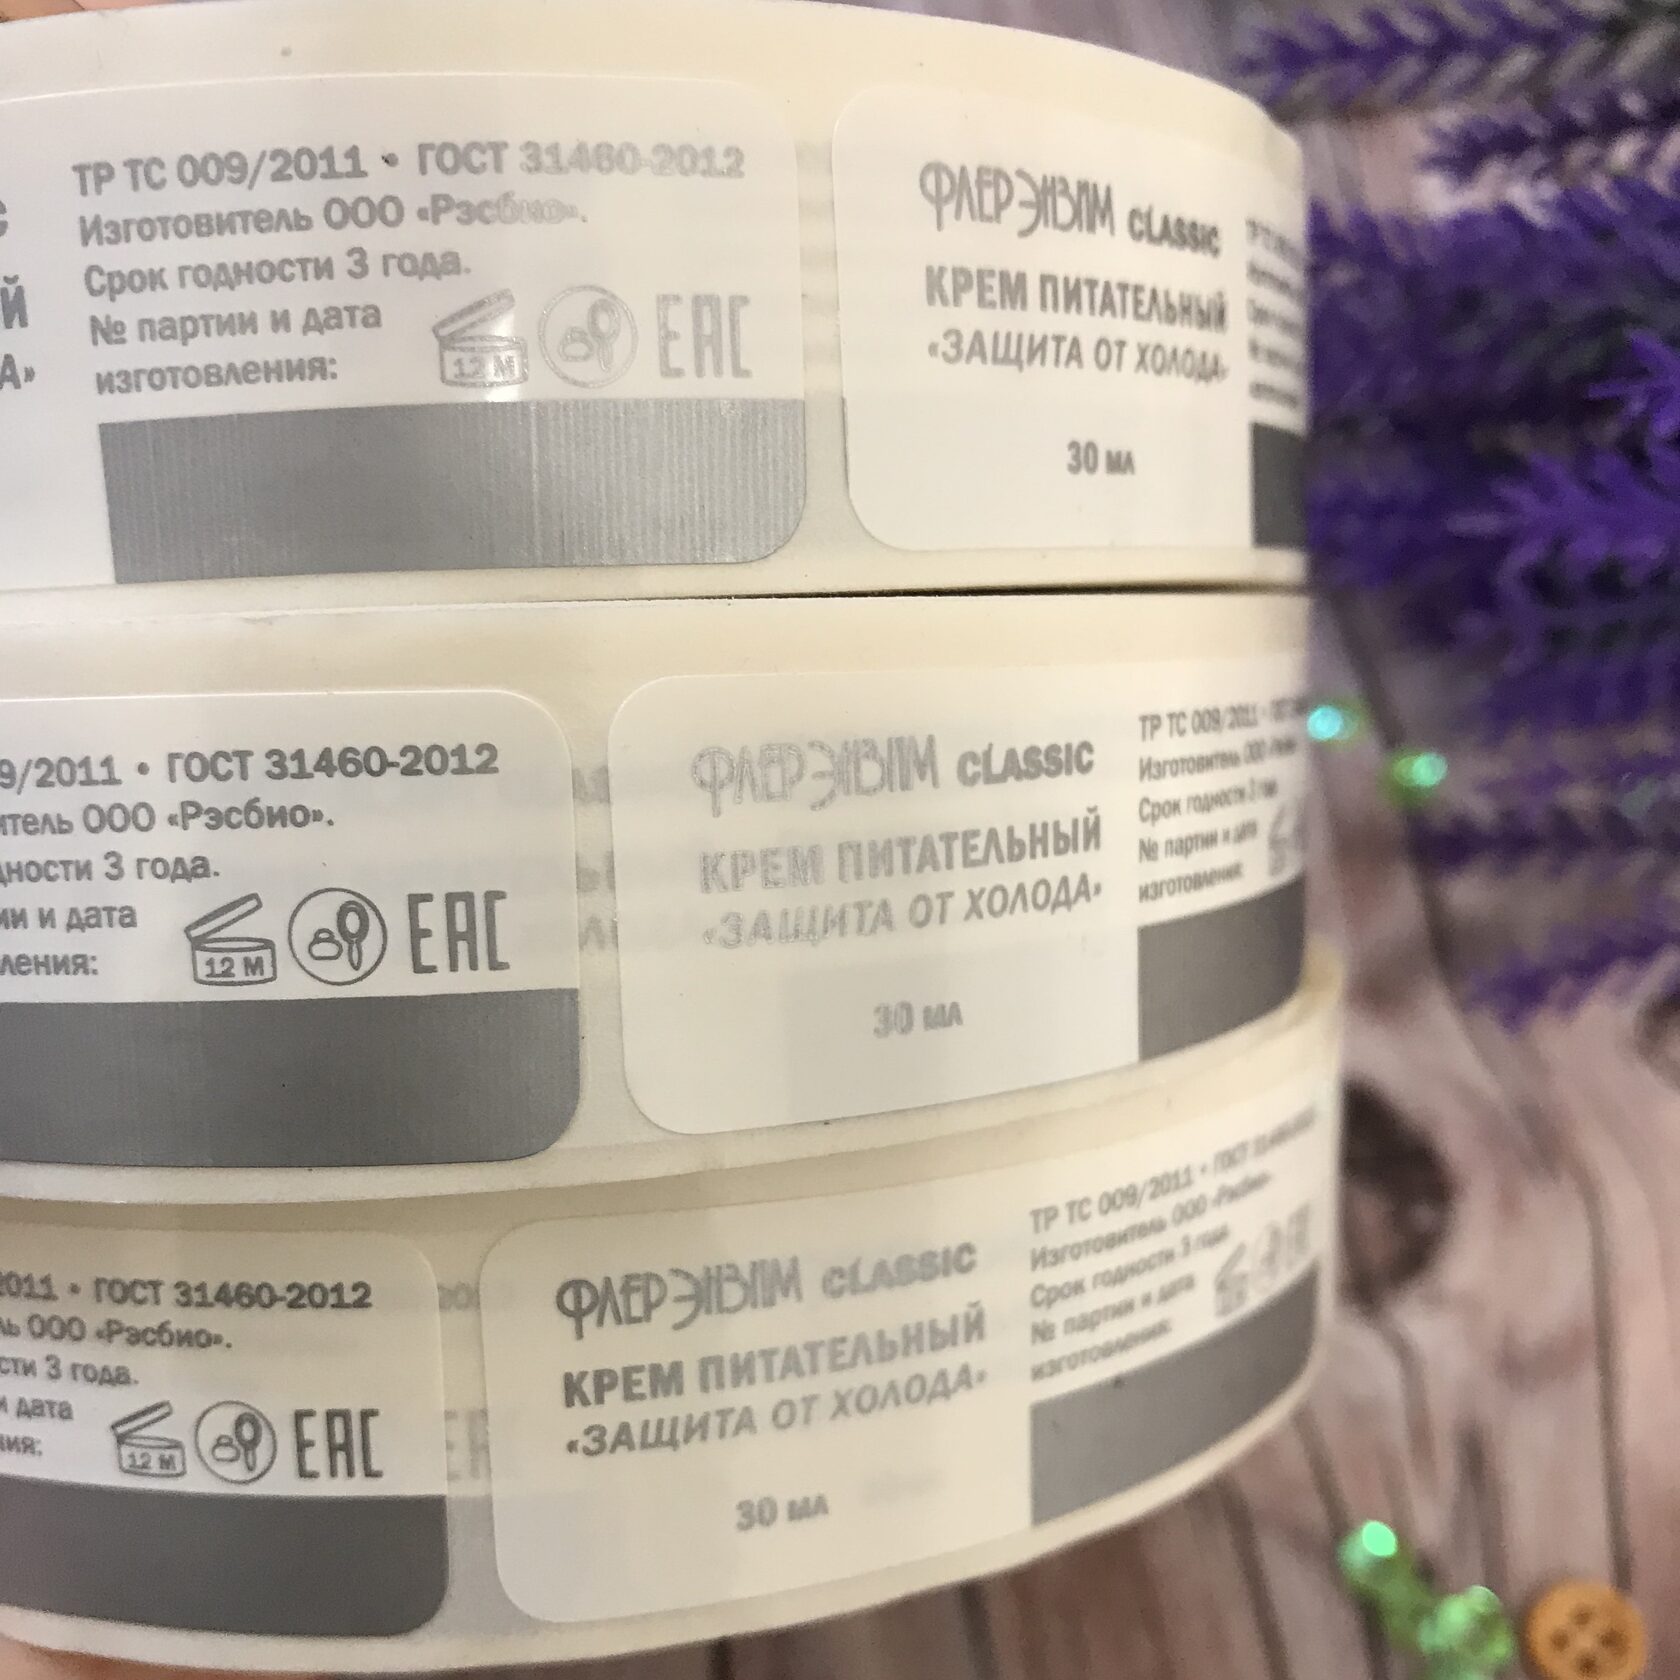 ТР ТС 009/2011 • ГОСТ 31460-2012
Изготовитель ООО «Рэсбио».
Срок годности 3 года.
№ партии и дата
изготовления:
12 М
ЕАС
ФЛЕРЭНЗИМ CLASSIC
КРЕМ ПИТАТЕЛЬНЫЙ
«ЗАЩИТА ОТ ХОЛОДА»
30 мл
9/2011 • ГОСТ 31460-2012
итель ООО «Рэсбио».
дности 3 года.
ии и дата
ления:
12 М
ЕАС
ФЛЕРЭНЗИМ CLASSIC
КРЕМ ПИТАТЕЛЬНЫЙ
«ЗАЩИТА ОТ ХОЛОДА»
30 мл
ТР ТС 009/2011
Изготовитель ООО
Срок годности 3 года
№ партии и дата
изготовления:
2011 • ГОСТ 31460-2012
ль ООО «Рэсбио».
сти 3 года.
и дата
ния:
12 М
ЕАС
ФЛЕРЭНЗИМ CLASSIC
КРЕМ ПИТАТЕЛЬНЫЙ
«ЗАЩИТА ОТ ХОЛОДА»
30 мл
ТР ТС 009/2011 • ГОСТ
Изготовитель ООО «Рэсбио»
Срок годности 3 года
№ партии и дата
изготовления: